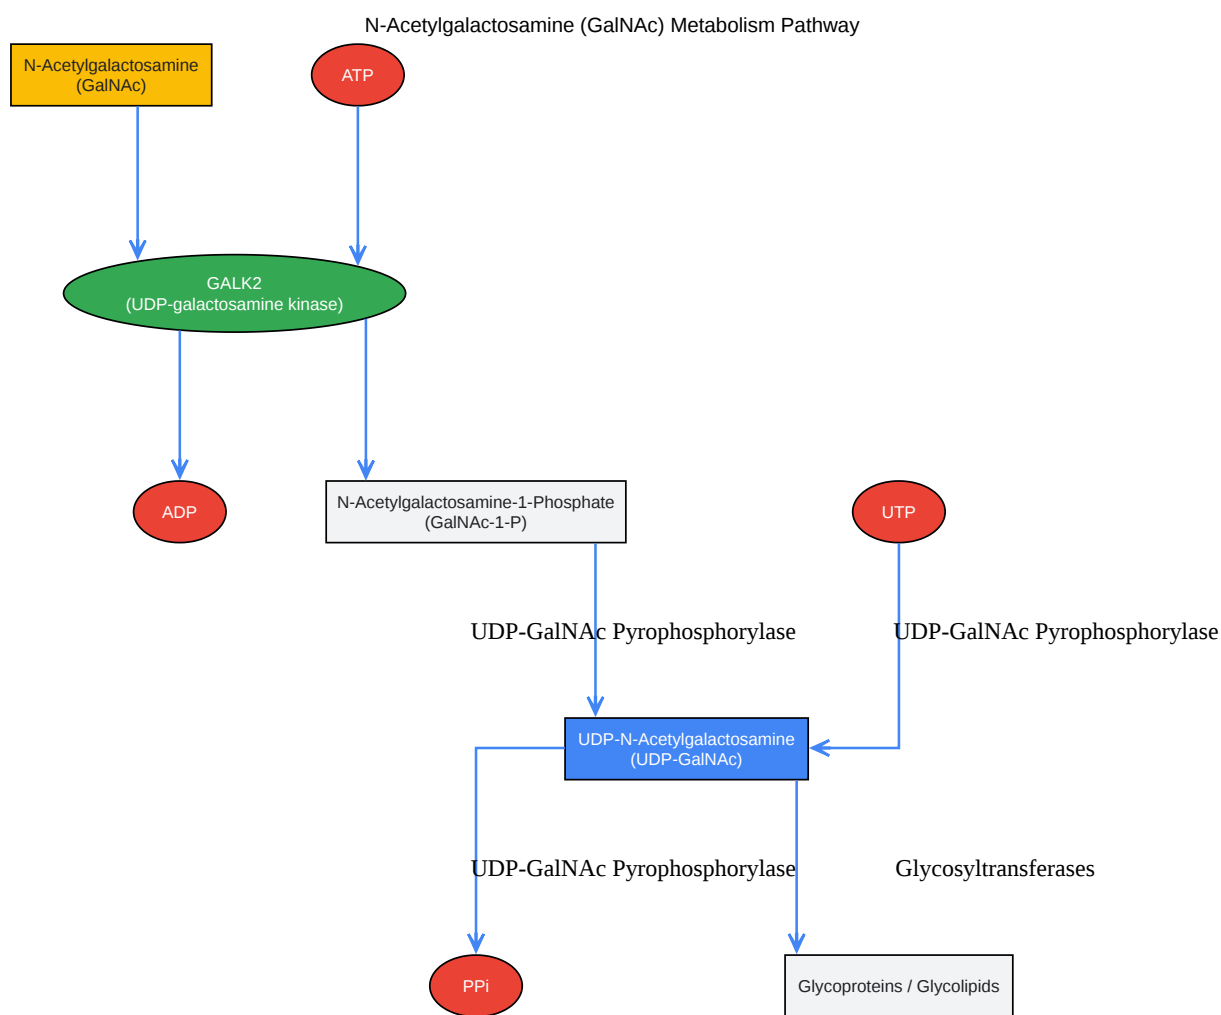 N-Acetylgalactosamine (GalNAc) Metabolism Pathway
N-Acetylgalactosamine
(GalNAc)
ATP
GALK2
(UDP-galactosamine kinase)
ADP
N-Acetylgalactosamine-1-Phosphate
(GalNAc-1-P)
UTP
UDP-GalNAc Pyrophosphorylase
UDP-GalNAc Pyrophosphorylase
UDP-N-Acetylgalactosamine
(UDP-GalNAc)
UDP-GalNAc Pyrophosphorylase
Glycosyltransferases
PPi
Glycoproteins / Glycolipids